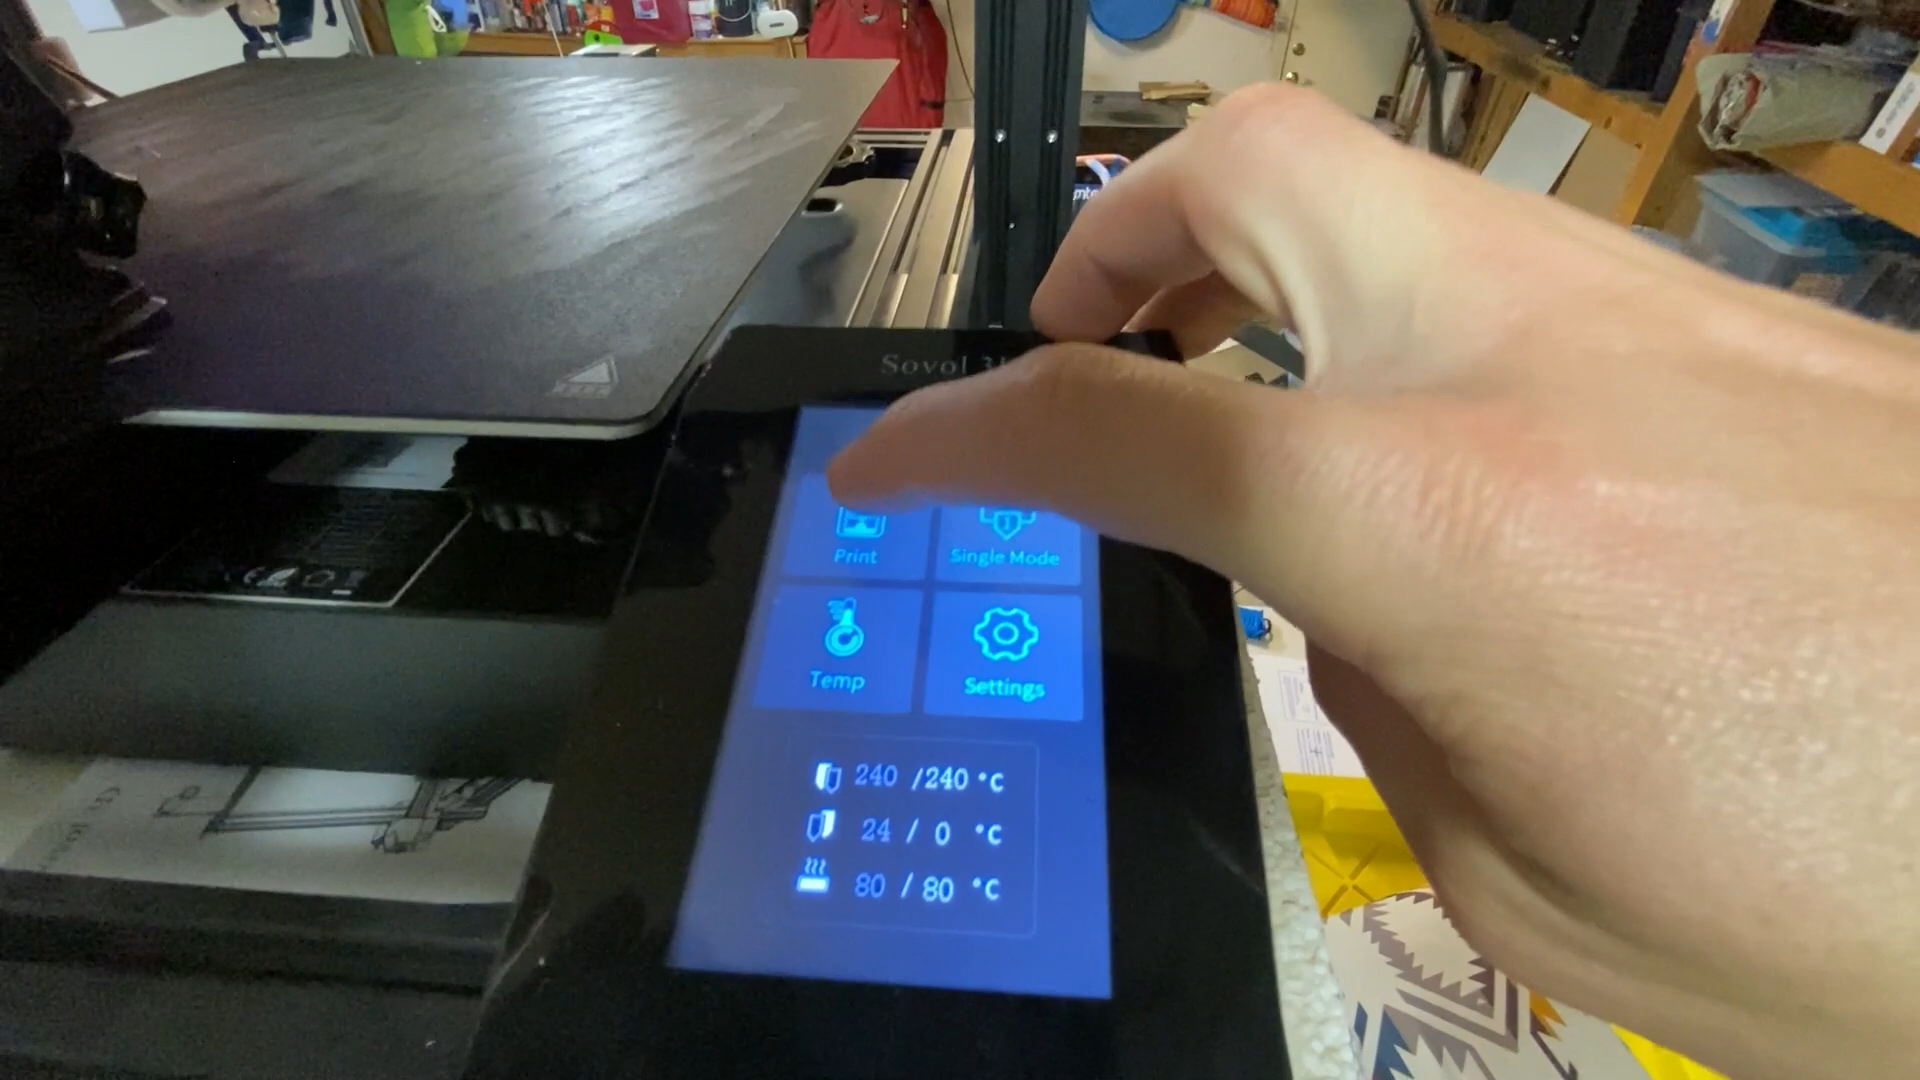 Sovol
Print
Single Mode
Temp
Settings
240 /240 °C
24 / 0 °C
80 / 80 °C